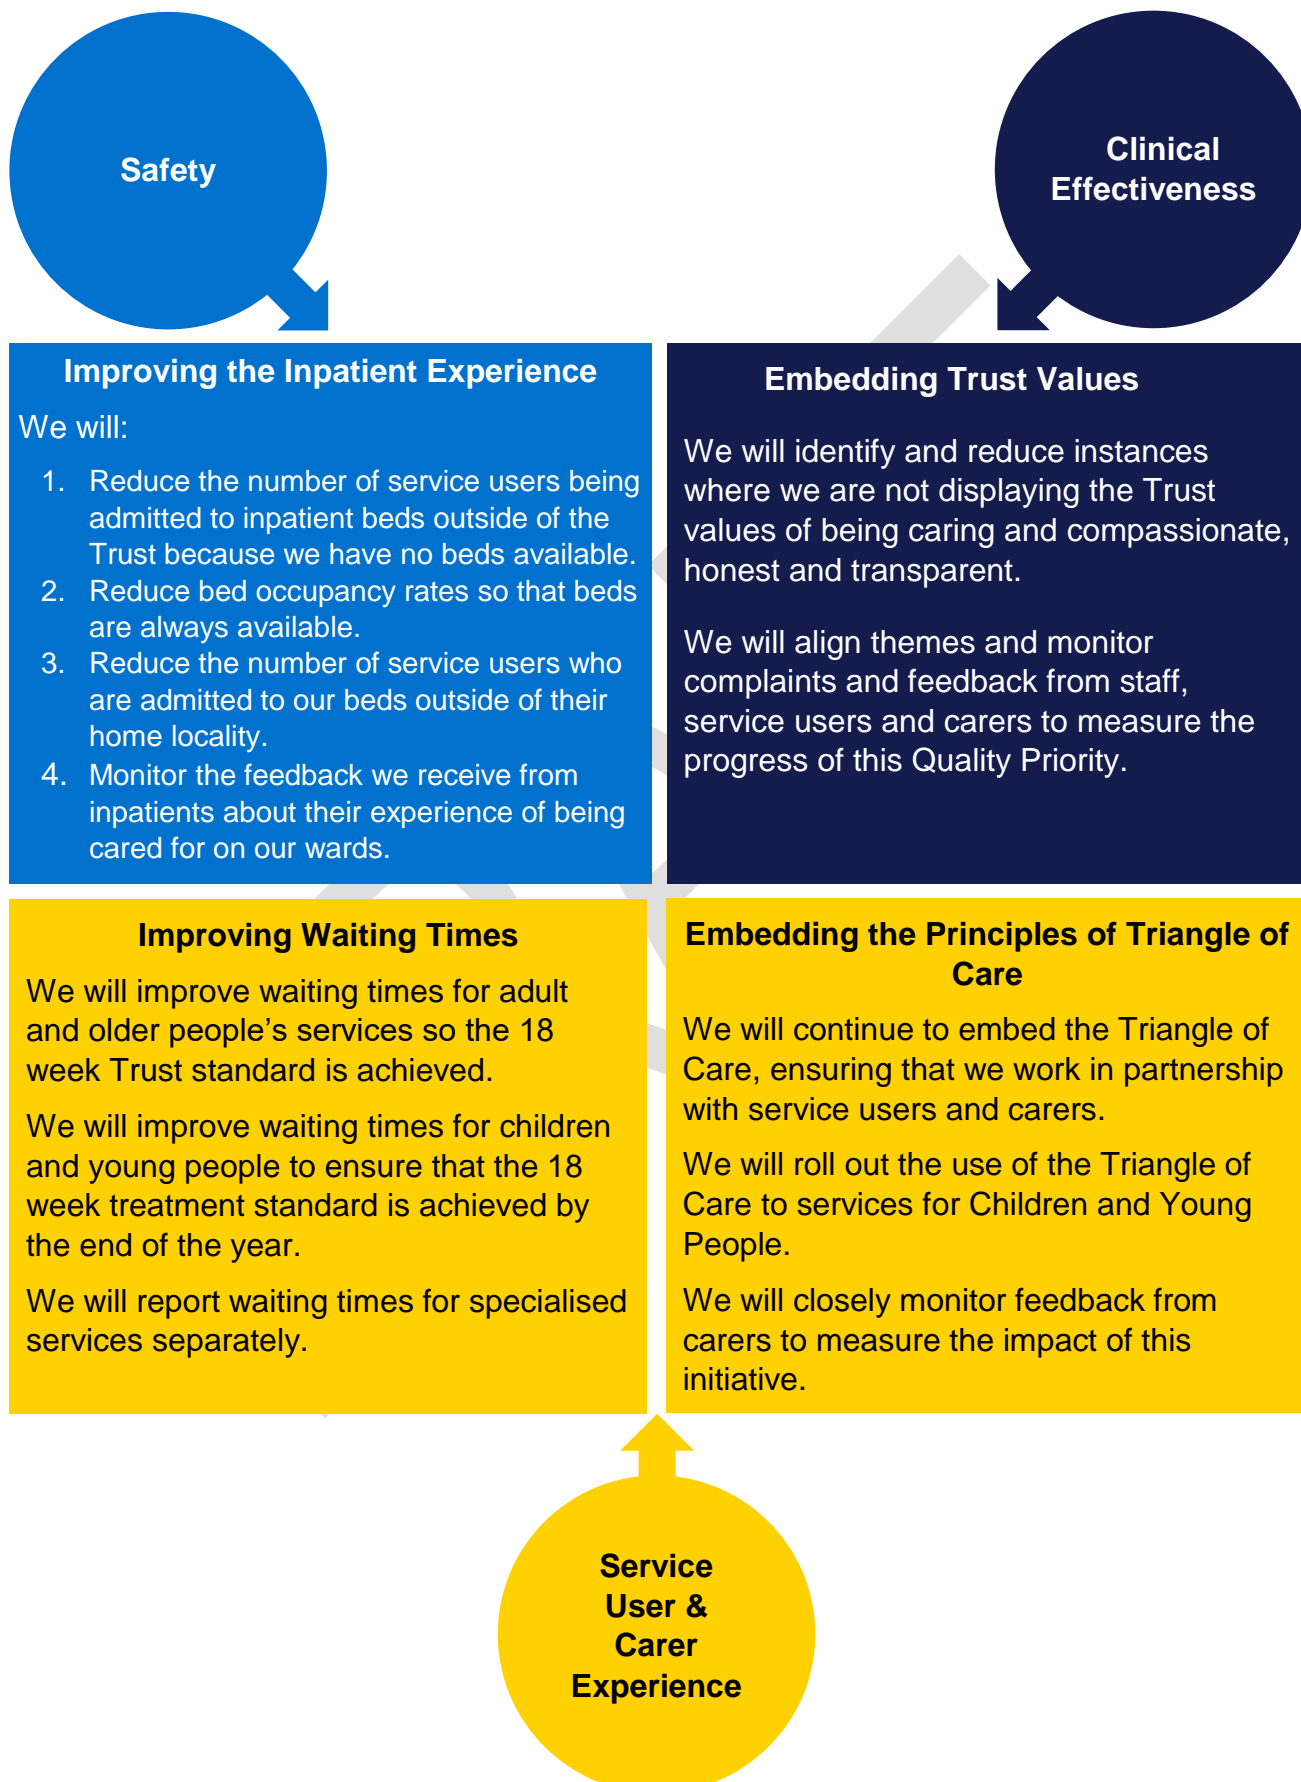 Safety
Clinical
Effectiveness
Improving the Inpatient Experience
We will:
1. Reduce the number of service users being
admitted to inpatient beds outside of the
Trust because we have no beds available.
2. Reduce bed occupancy rates so that beds
are always available.
3. Reduce the number of service users who
are admitted to our beds outside of their
home locality.
4. Monitor the feedback we receive from
inpatients about their experience of being
cared for on our wards.
Embedding Trust Values
We will identify and reduce instances
where we are not displaying the Trust
values of being caring and compassionate,
honest and transparent.
We will align themes and monitor
complaints and feedback from staff,
service users and carers to measure the
progress of this Quality Priority.
Improving Waiting Times
We will improve waiting times for adult
and older people’s services so the 18
week Trust standard is achieved.
We will improve waiting times for children
and young people to ensure that the 18
week treatment standard is achieved by
the end of the year.
We will report waiting times for specialised
services separately.
Embedding the Principles of Triangle of
Care
We will continue to embed the Triangle of
Care, ensuring that we work in partnership
with service users and carers.
We will roll out the use of the Triangle of
Care to services for Children and Young
People.
We will closely monitor feedback from
carers to measure the impact of this
initiative.
Service
User &
Carer
Experience